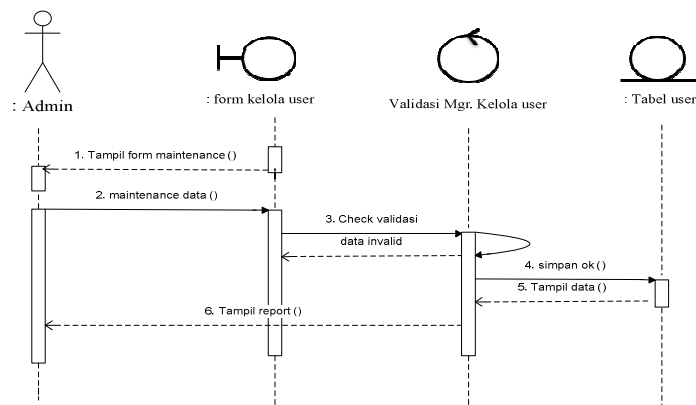 : Admin
: form kelola user
Validasi Mgr. Kelola user
: Tabel user
1. Tampil form maintenance()
2. maintenance data()
3. Check validasi
data invalid
4. simpan ok()
5. Tampil data()
6. Tampil report()